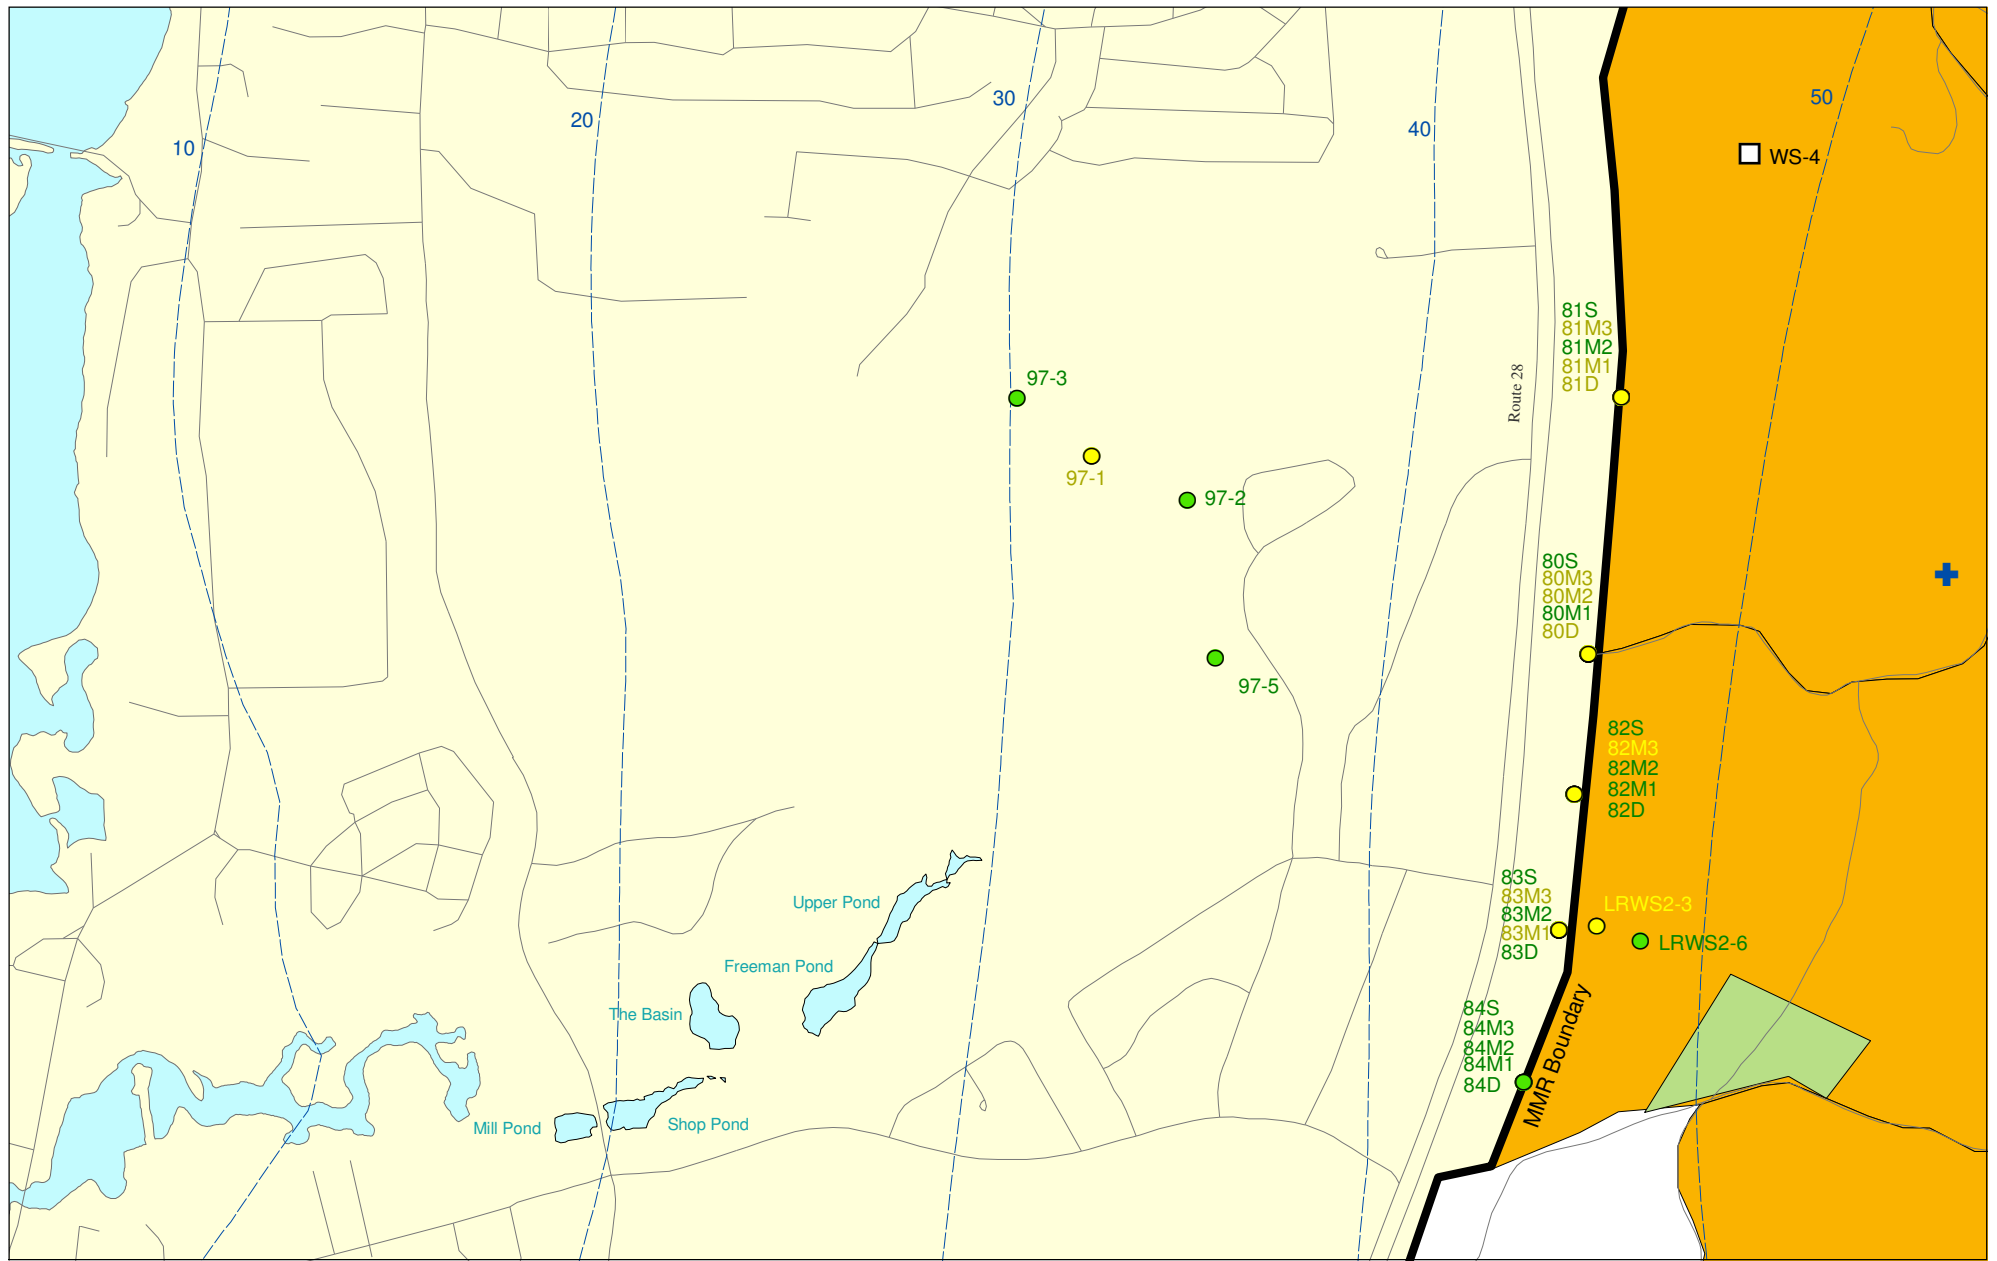 30
50
20
40
10
WS-4
81S
81M3
81M2
81M1
81D
Route 28
97-3
97-1
97-2
80S
80M3
80M2
80M1
80D
97-5
82S
82M3
82M2
82M1
82D
83S
83M3
83M2
83M1
83D
LRWS2-3
LRWS2-6
Upper Pond
Freeman Pond
The Basin
84S
84M3
84M2
84M1
84D
MMR Boundary
Mill Pond
Shop Pond